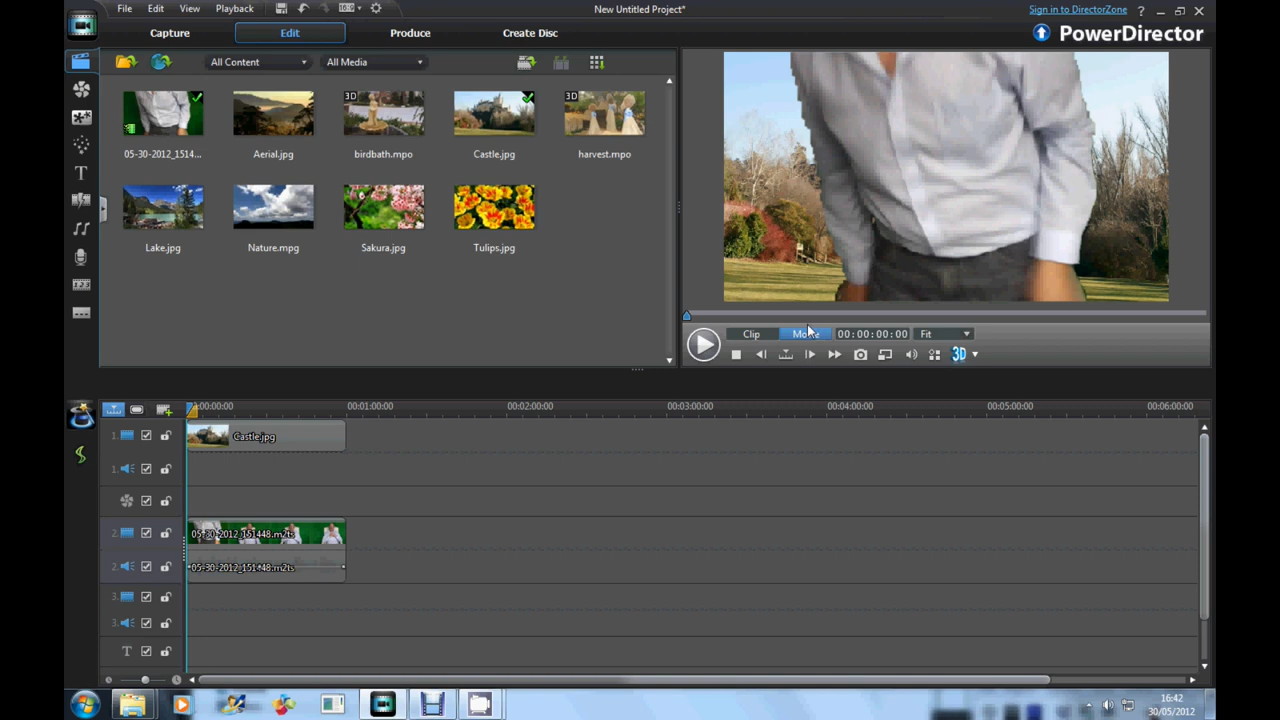 File Edit View Playback
New Untitled Project*
Sign in to DirectorZone ?
Capture Edit Produce Create Disc
PowerDirector
All Content All Media
3D 3D
05-30-2012_1514... Aerial.jpg birdbath.mpo Castle.jpg harvest.mpo
Lake.jpg Nature.mpg Sakura.jpg Tulips.jpg
Clip 00:00:00:00 Fit
3D
00:01:00:00 00:02:00:00 00:03:00:00 00:04:00:00 00:05:00:00 00:06:00:00
1. Castle.jpg
1.
2. 05-30-2012_151448.m2ts
2. 05-30-2012_151448.m2ts
3.
3.
T
16:42
30/05/2012